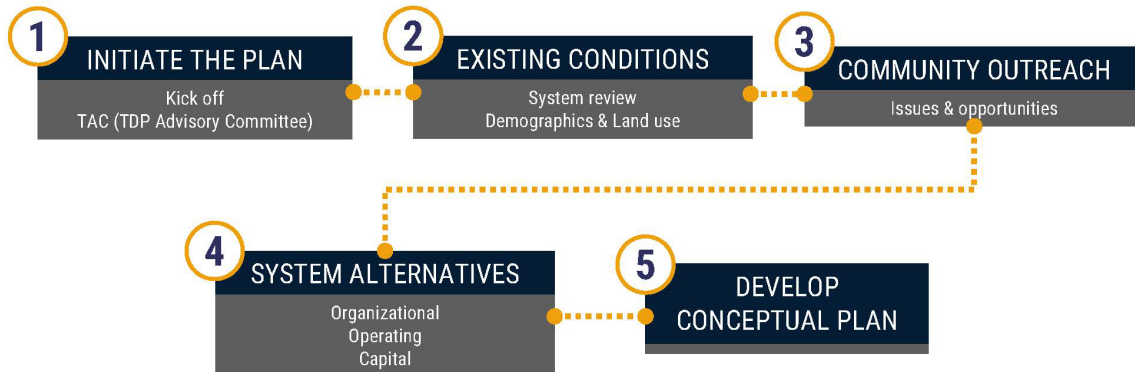 1
INITIATE THE PLAN
Kick off
TAC (TDP Advisory Committee)
2
EXISTING CONDITIONS
System review
Demographics & Land use
3
COMMUNITY OUTREACH
Issues & opportunities
4
SYSTEM ALTERNATIVES
Organizational
Operating
Capital
5
DEVELOP
CONCEPTUAL PLAN